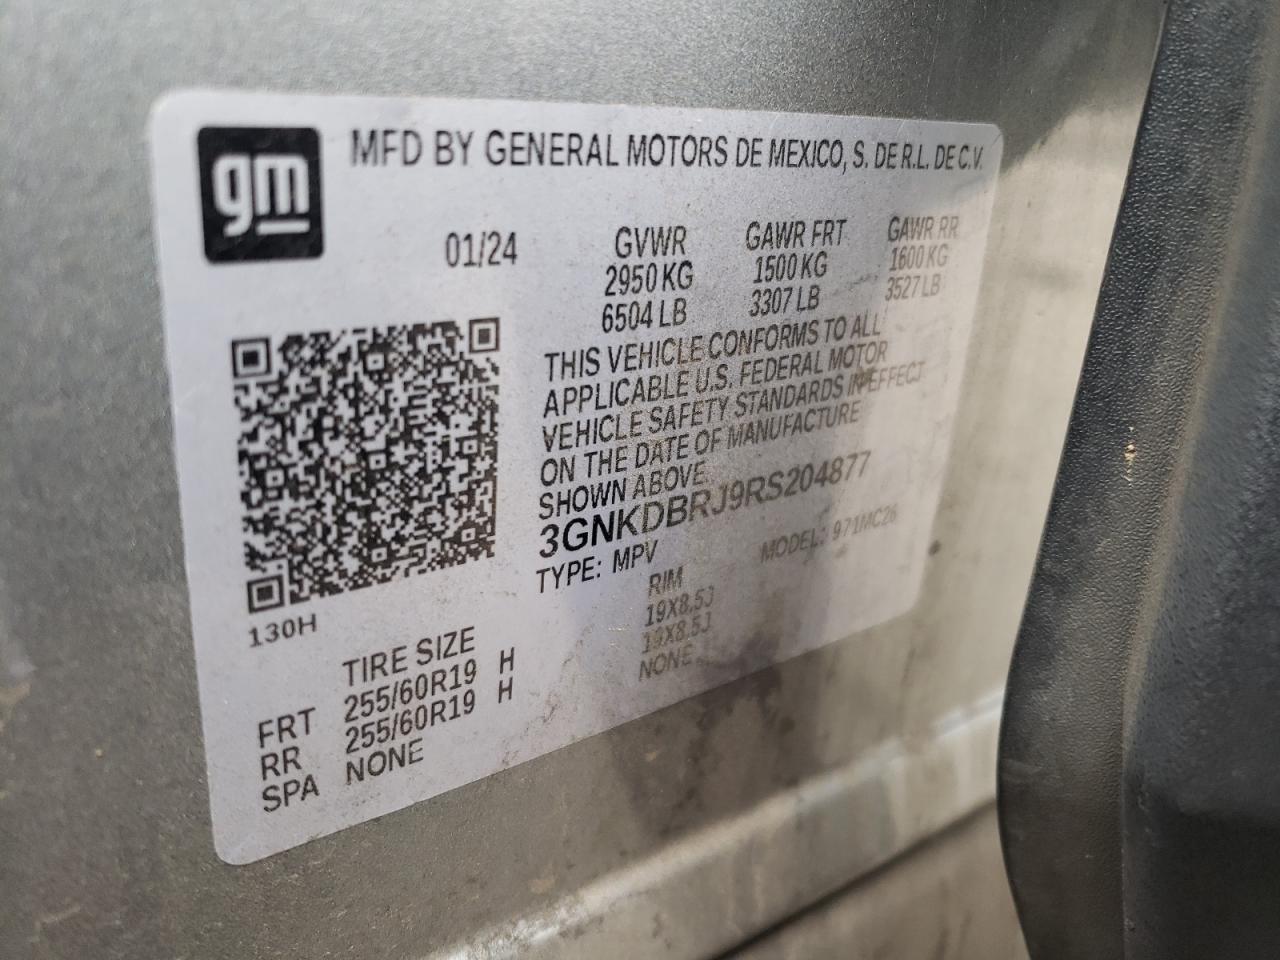 gm
MFD BY GENERAL MOTORS DE MEXICO, S. DE R.L. DE C.V.
01/24
GVWR GAWR FRT GAWR RR
2950 KG 1500 KG 1600 KG
6504 LB 3307 LB 3527 LB
THIS VEHICLE CONFORMS TO ALL
APPLICABLE U.S. FEDERAL MOTOR
VEHICLE SAFETY STANDARDS IN EFFECT
ON THE DATE OF MANUFACTURE
SHOWN ABOVE.
3GNKDBRJ9RS204877
TYPE: MPV MODEL: 971MC26
130H
TIRE SIZE RIM
FRT 255/60R19 H 19X8.5J
RR 255/60R19 H 19X8.5J
SPA NONE NONE